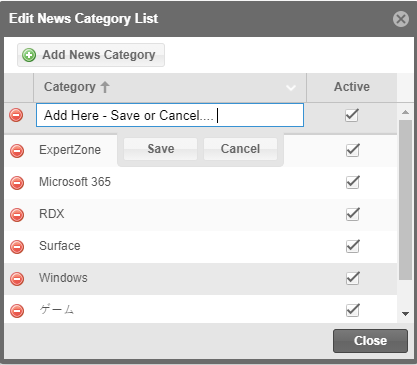 Edit News Category List
Add News Category
Category Active
Add Here - Save or Cancel....
ExpertZone
Save Cancel
Microsoft 365
RDX
Surface
Windows
ゲーム
Close